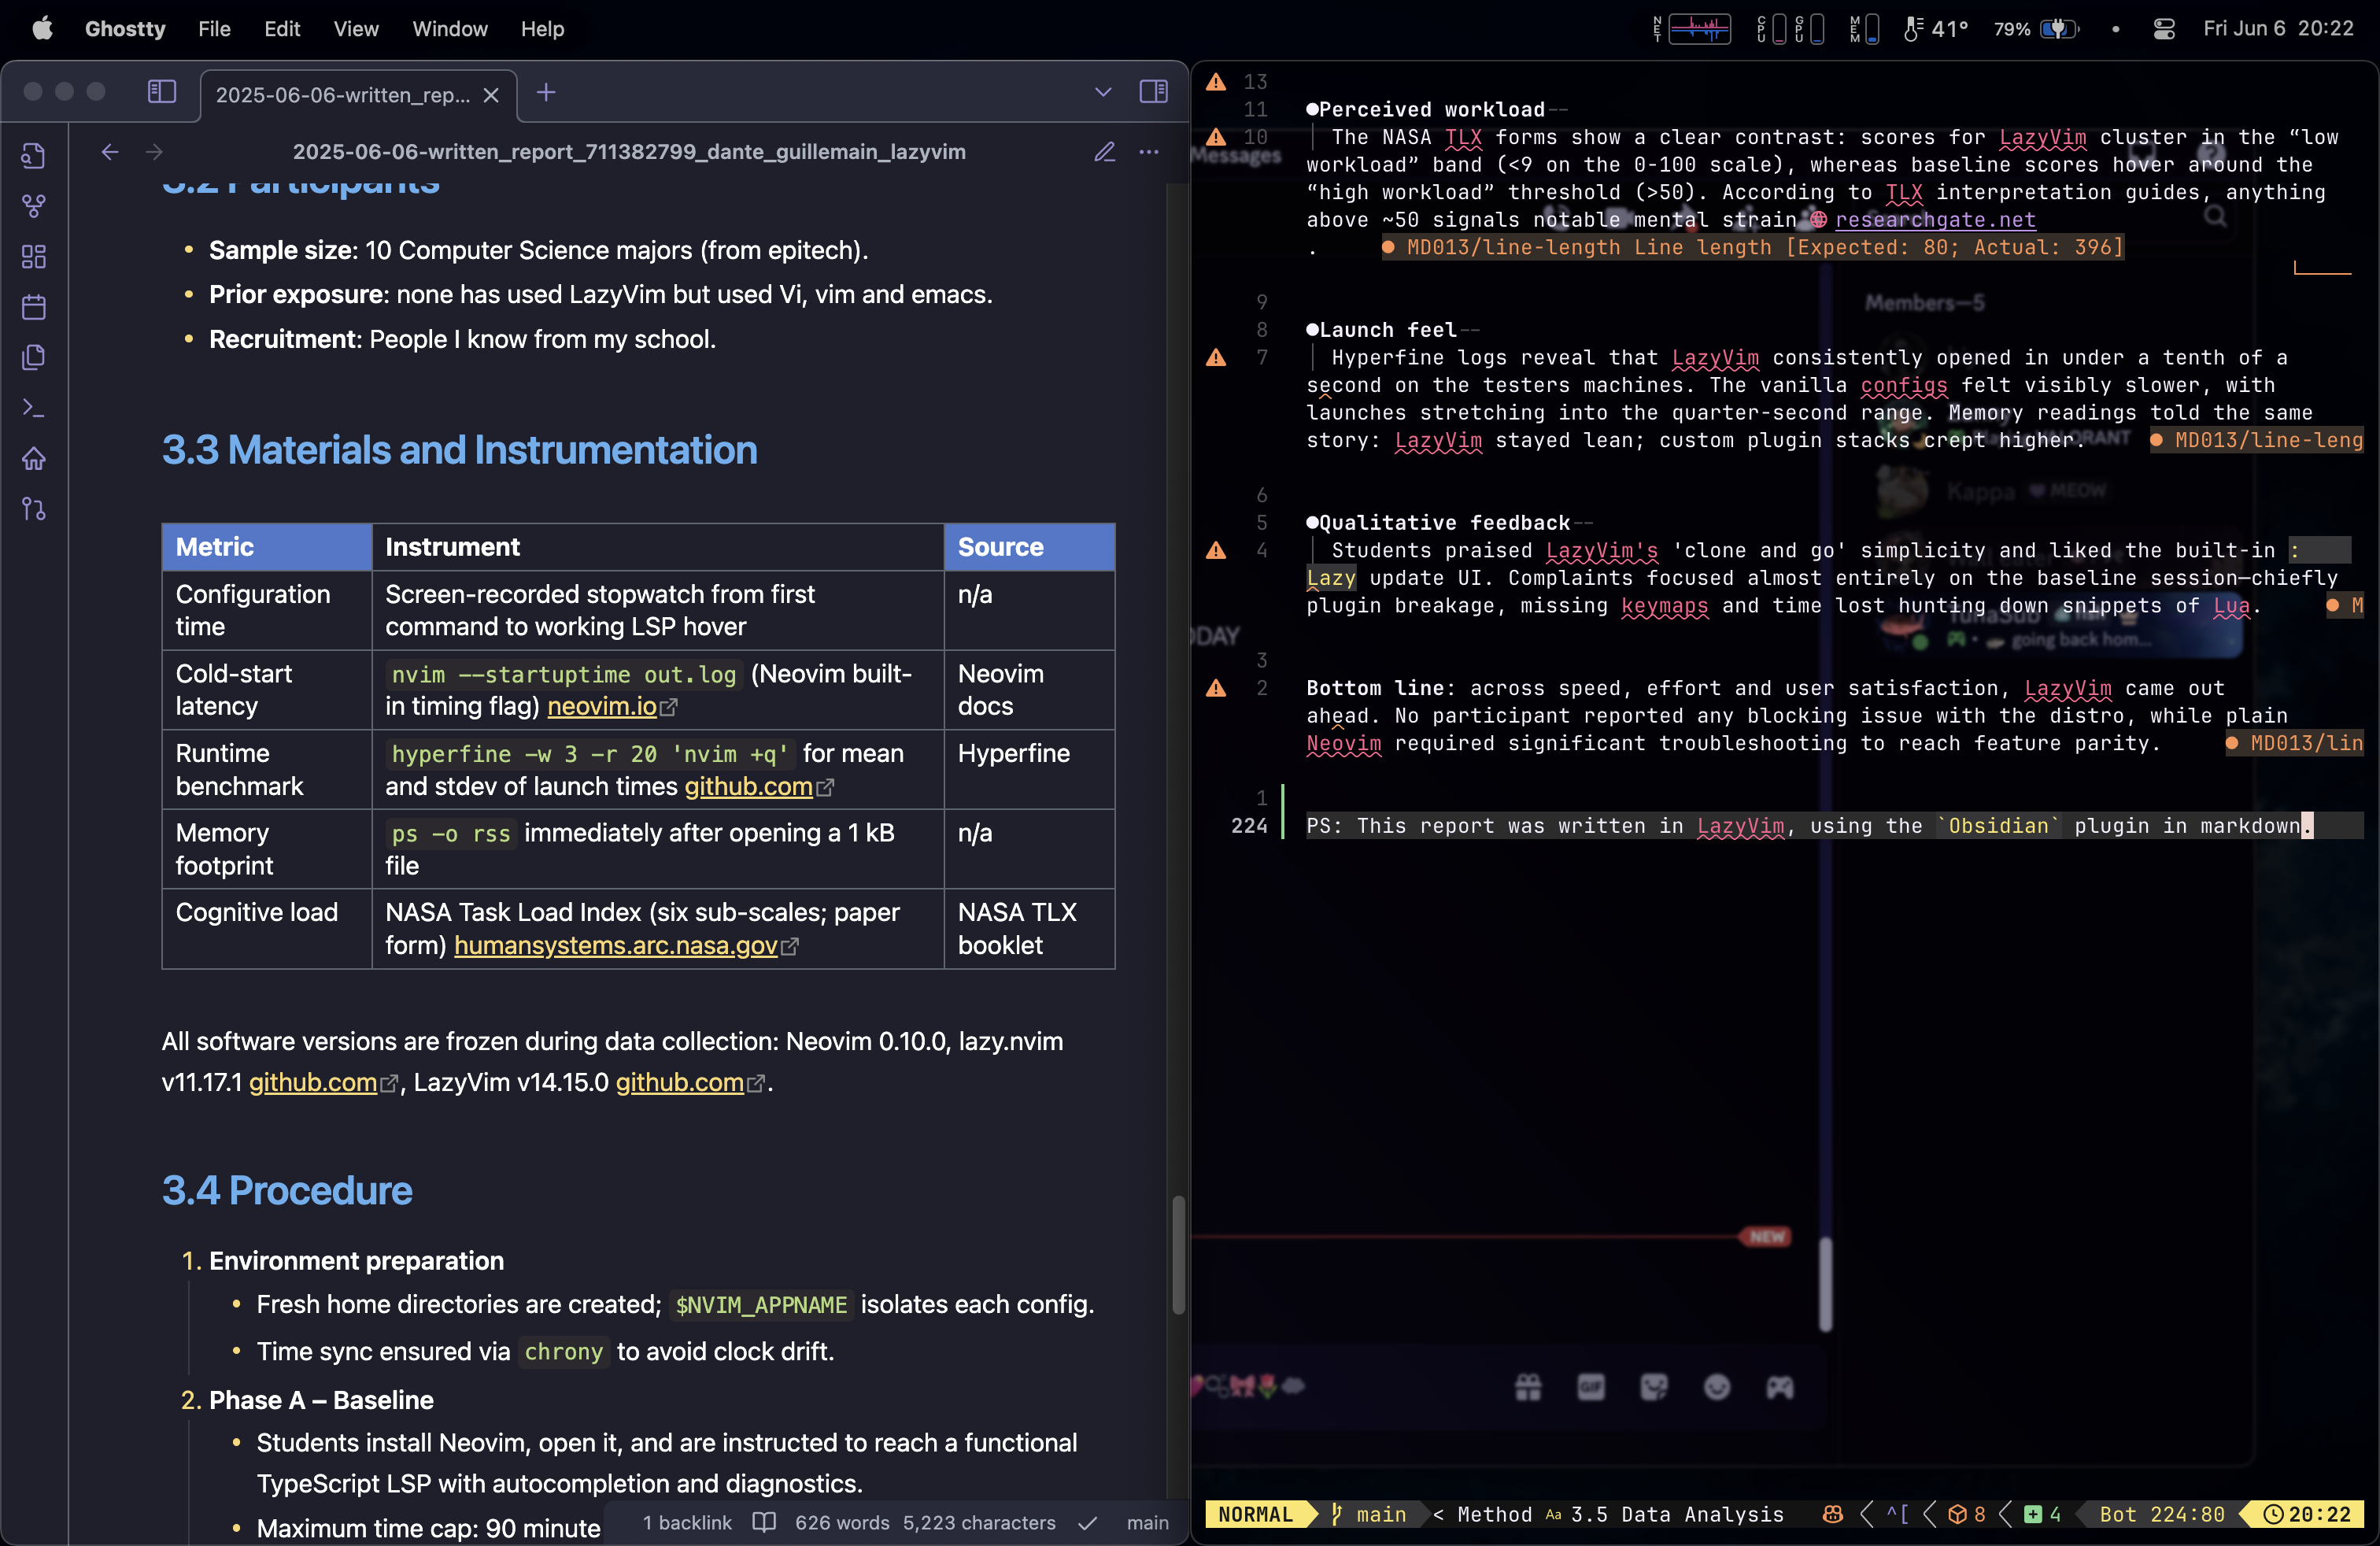 Ghostty File Edit View Window Help
NET CPU GPU MEM 41° 79% Fri Jun 6 20:22
2025-06-06-written_rep...
2025-06-06-written_report_711382799_dante_guillemain_lazyvim
3.2 Participants
Sample size: 10 Computer Science majors (from epitech).
Prior exposure: none has used LazyVim but used Vi, vim and emacs.
Recruitment: People I know from my school.
3.3 Materials and Instrumentation
Metric Instrument Source
Configuration time
Screen-recorded stopwatch from first
command to working LSP hover
n/a
Cold-start latency
nvim --startuptime out.log (Neovim built-
in timing flag) neovim.io
Neovim docs
Runtime benchmark
hyperfine -w 3 -r 20 'nvim +q' for mean
and stdev of launch times github.com
Hyperfine
Memory footprint
ps -o rss immediately after opening a 1 kB
file
n/a
Cognitive load
NASA Task Load Index (six sub-scales; paper
form) humansystems.arc.nasa.gov
NASA TLX booklet
All software versions are frozen during data collection: Neovim 0.10.0, lazy.nvim
v11.17.1 github.com, LazyVim v14.15.0 github.com.
3.4 Procedure
1. Environment preparation
Fresh home directories are created; $NVIM_APPNAME isolates each config.
Time sync ensured via chrony to avoid clock drift.
2. Phase A – Baseline
Students install Neovim, open it, and are instructed to reach a functional
TypeScript LSP with autocompletion and diagnostics.
Maximum time cap: 90 minute
1 backlink 626 words 5,223 characters main
13
11 Perceived workload--
10 The NASA TLX forms show a clear contrast: scores for LazyVim cluster in the “low
workload” band (<9 on the 0-100 scale), whereas baseline scores hover around the
“high workload” threshold (>50). According to TLX interpretation guides, anything
above ~50 signals notable mental strain researchgate.net
. MD013/line-length Line length [Expected: 80; Actual: 396]
9
8 Launch feel--
7 Hyperfine logs reveal that LazyVim consistently opened in under a tenth of a
second on the testers machines. The vanilla configs felt visibly slower, with
launches stretching into the quarter-second range. Memory readings told the same
story: LazyVim stayed lean; custom plugin stacks crept higher. MD013/line-leng
6
5 Qualitative feedback--
4 Students praised LazyVim's 'clone and go' simplicity and liked the built-in :
Lazy update UI. Complaints focused almost entirely on the baseline session—chiefly
plugin breakage, missing keymaps and time lost hunting down snippets of Lua. M
3
2 Bottom line: across speed, effort and user satisfaction, LazyVim came out
ahead. No participant reported any blocking issue with the distro, while plain
Neovim required significant troubleshooting to reach feature parity. MD013/lin
1
224 PS: This report was written in LazyVim, using the `Obsidian` plugin in markdown.
Messages
Members—5
Kappa MEOW
TunaSub
going back hom...
ODAY
NEW
GIF
NORMAL main < Method Aa 3.5 Data Analysis ^[ 8 4 Bot 224:80 20:22